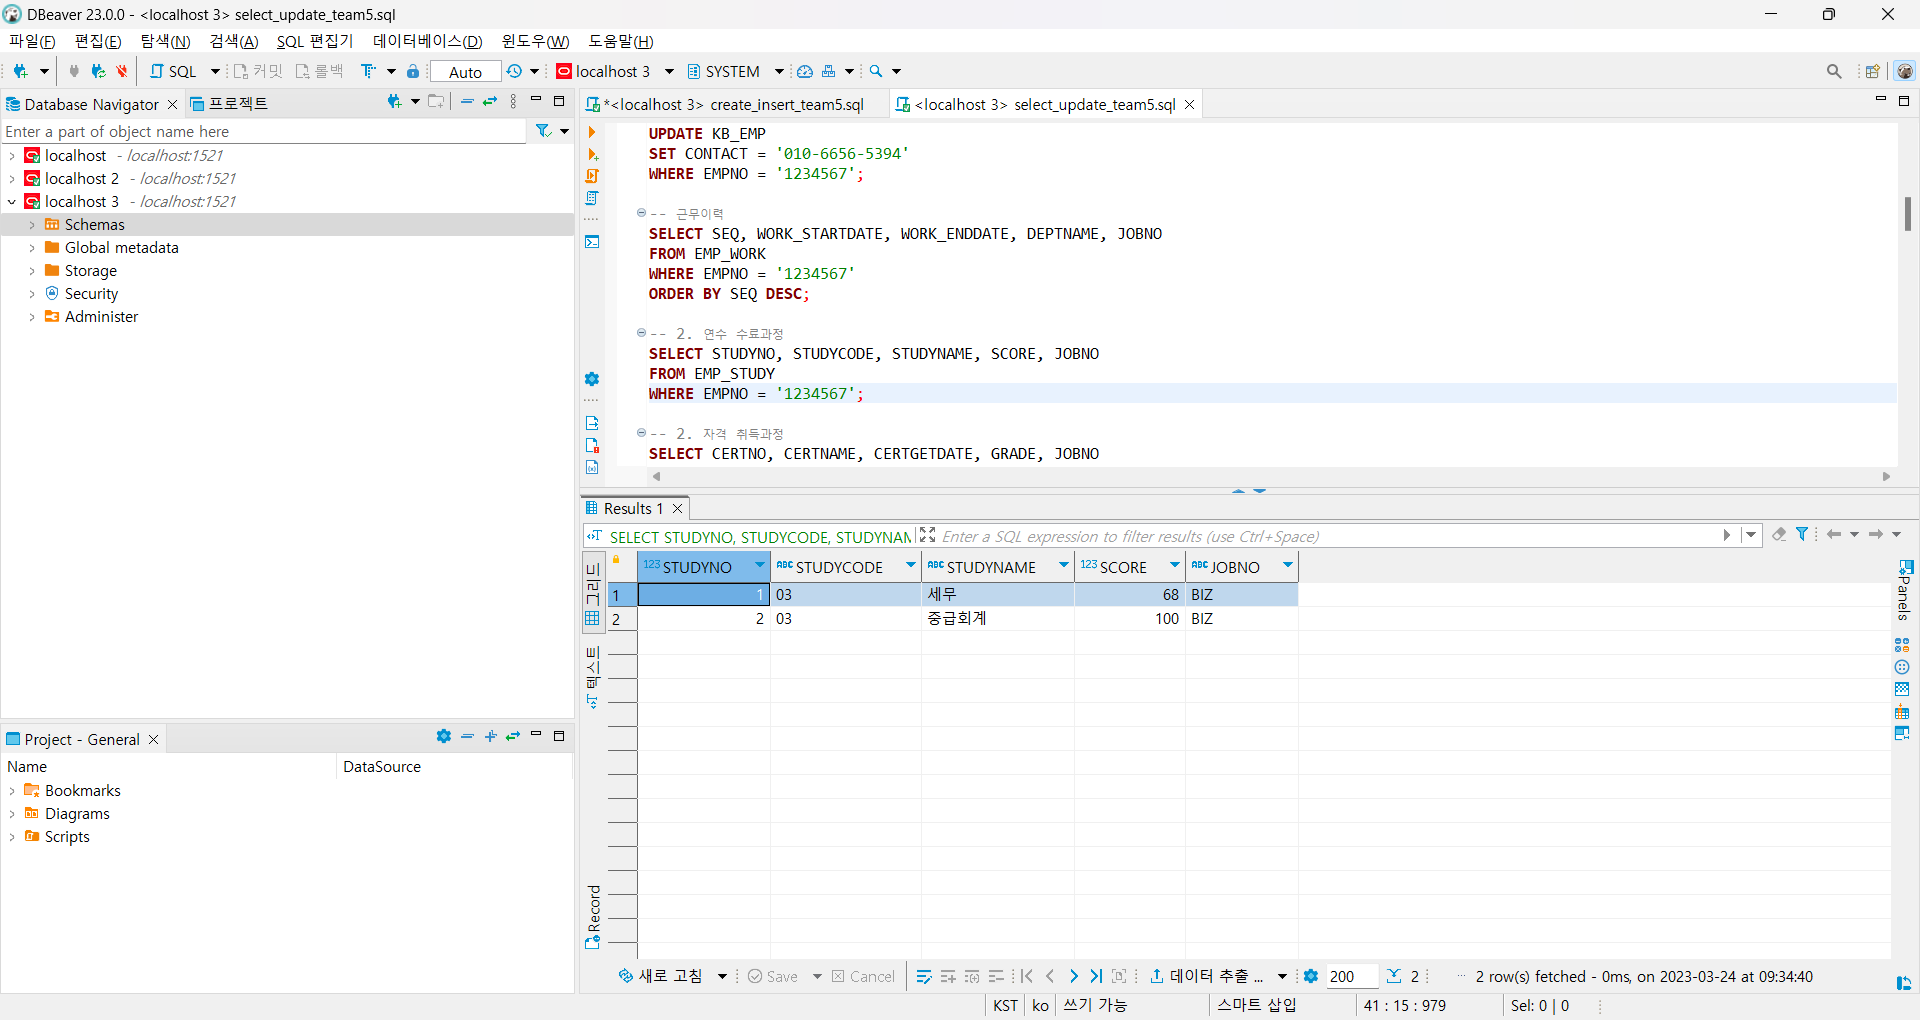 DBeaver 23.0.0 - <localhost 3> select_update_team5.sql
파일(F) 편집(E) 탐색(N) 검색(A) SQL 편집기 데이터베이스(D) 윈도우(W) 도움말(H)
SQL 커밋 롤백 Auto localhost 3 SYSTEM
Database Navigator 프로젝트
Enter a part of object name here
localhost - localhost:1521
localhost 2 - localhost:1521
localhost 3 - localhost:1521
Schemas
Global metadata
Storage
Security
Administer
Project - General
Name DataSource
Bookmarks
Diagrams
Scripts
*<localhost 3> create_insert_team5.sql <localhost 3> select_update_team5.sql
UPDATE KB_EMP
SET CONTACT = '010-6656-5394'
WHERE EMPNO = '1234567';
-- 근무이력
SELECT SEQ, WORK_STARTDATE, WORK_ENDDATE, DEPTNAME, JOBNO
FROM EMP_WORK
WHERE EMPNO = '1234567'
ORDER BY SEQ DESC;
-- 2. 연수 수료과정
SELECT STUDYNO, STUDYCODE, STUDYNAME, SCORE, JOBNO
FROM EMP_STUDY
WHERE EMPNO = '1234567';
-- 2. 자격 취득과정
SELECT CERTNO, CERTNAME, CERTGETDATE, GRADE, JOBNO
Results 1
SELECT STUDYNO, STUDYCODE, STUDYNAM Enter a SQL expression to filter results (use Ctrl+Space)
그리드
텍스트
Record
123 STUDYNO ABC STUDYCODE ABC STUDYNAME 123 SCORE ABC JOBNO
1 1 03 세무 68 BIZ
2 2 03 중급회계 100 BIZ
Panels
새로 고침 Save Cancel 데이터 추출 ... 200 2 ... 2 row(s) fetched - 0ms, on 2023-03-24 at 09:34:40
KST ko 쓰기 가능 스마트 삽입 41 : 15 : 979 Sel: 0 | 0